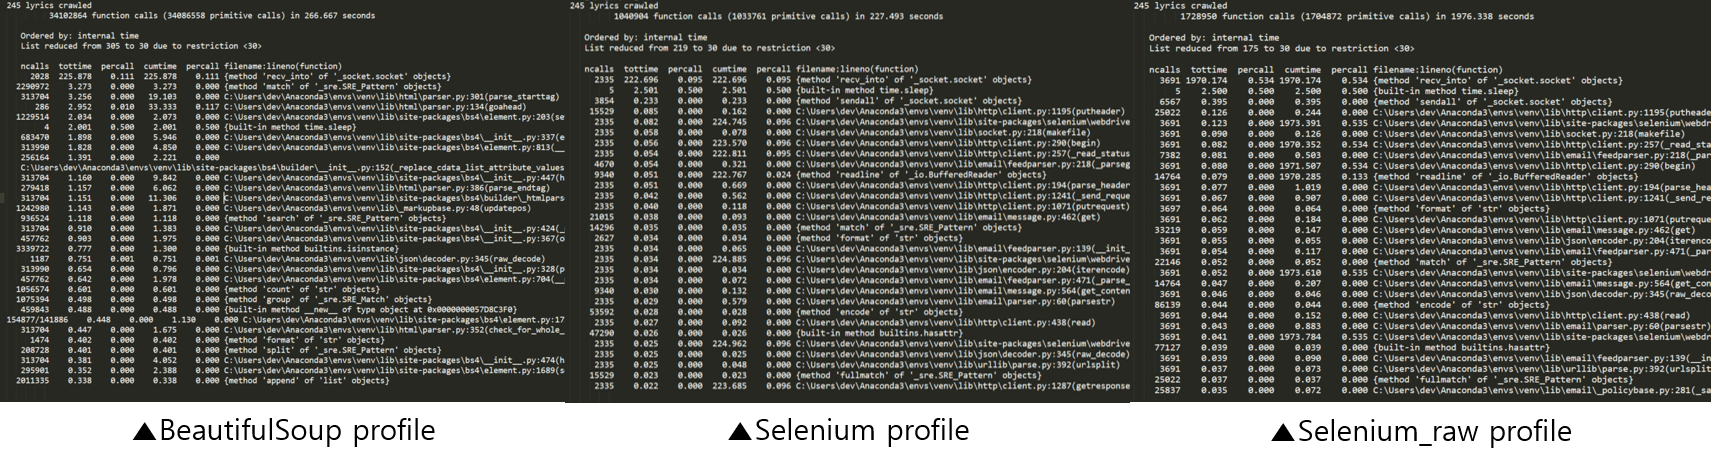 245 lyrics crawled
34102864 function calls (34086558 primitive calls) in 266.667 seconds
Ordered by: internal time
List reduced from 305 to 30 due to restriction <30>
ncalls tottime percall cumtime percall filename:lineno(function)
2028 225.878 0.111 225.878 0.111 {method 'recv_into' of '_socket.socket' objects}
2290972 3.273 0.000 3.273 0.000 {method 'match' of '_sre.SRE_Pattern' objects}
313704 3.256 0.000 19.103 0.000 C:\Users\dev\Anaconda3\envs\venv\lib\html\parser.py:301(parse_starttag)
286 2.952 0.010 33.333 0.117 C:\Users\dev\Anaconda3\envs\venv\lib\html\parser.py:134(goahead)
1229514 2.034 0.000 2.073 0.000 C:\Users\dev\Anaconda3\envs\venv\lib\site-packages\bs4\element.py:203(se
4 2.001 0.500 2.001 0.500 {built-in method time.sleep}
683470 1.898 0.000 5.946 0.000 C:\Users\dev\Anaconda3\envs\venv\lib\site-packages\bs4\__init__.py:337(e
313990 1.828 0.000 4.850 0.000 C:\Users\dev\Anaconda3\envs\venv\lib\site-packages\bs4\element.py:813(__
256164 1.391 0.000 2.221 0.000
C:\Users\dev\Anaconda3\envs\venv\lib\site-packages\bs4\builder\__init__.py:152(_replace_cdata_list_attribute_values
313704 1.160 0.000 9.842 0.000 C:\Users\dev\Anaconda3\envs\venv\lib\site-packages\bs4\__init__.py:447(h
279418 1.157 0.000 6.062 0.000 C:\Users\dev\Anaconda3\envs\venv\lib\html\parser.py:386(parse_endtag)
313704 1.151 0.000 11.306 0.000 C:\Users\dev\Anaconda3\envs\venv\lib\site-packages\bs4\builder\_htmlpars
1242980 1.143 0.000 1.871 0.000 C:\Users\dev\Anaconda3\envs\venv\lib\_markupbase.py:48(updatepos)
936524 1.118 0.000 1.118 0.000 {method 'search' of '_sre.SRE_Pattern' objects}
313704 0.910 0.000 1.383 0.000 C:\Users\dev\Anaconda3\envs\venv\lib\site-packages\bs4\__init__.py:424(_
457762 0.903 0.000 1.975 0.000 C:\Users\dev\Anaconda3\envs\venv\lib\site-packages\bs4\__init__.py:367(o
3339722 0.777 0.000 1.300 0.000 {built-in method builtins.isinstance}
1187 0.751 0.001 0.751 0.001 C:\Users\dev\Anaconda3\envs\venv\lib\json\decoder.py:345(raw_decode)
313990 0.654 0.000 0.796 0.000 C:\Users\dev\Anaconda3\envs\venv\lib\site-packages\bs4\__init__.py:328(p
457762 0.642 0.000 1.978 0.000 C:\Users\dev\Anaconda3\envs\venv\lib\site-packages\bs4\element.py:704(__
1056574 0.601 0.000 0.601 0.000 {method 'count' of 'str' objects}
1075394 0.498 0.000 0.498 0.000 {method 'group' of '_sre.SRE_Match' objects}
459843 0.488 0.000 0.488 0.000 {built-in method __new__ of type object at 0x0000000057D8C3F0}
154877/141886 0.448 0.000 1.130 0.000 C:\Users\dev\Anaconda3\envs\venv\lib\site-packages\bs4\element.py:17
313704 0.447 0.000 1.675 0.000 C:\Users\dev\Anaconda3\envs\venv\lib\html\parser.py:352(check_for_whole_
1474 0.402 0.000 0.402 0.000 {method 'format' of 'str' objects}
208728 0.401 0.000 0.401 0.000 {method 'split' of '_sre.SRE_Pattern' objects}
313704 0.381 0.000 4.052 0.000 C:\Users\dev\Anaconda3\envs\venv\lib\site-packages\bs4\__init__.py:474(h
295901 0.352 0.000 2.388 0.000 C:\Users\dev\Anaconda3\envs\venv\lib\site-packages\bs4\element.py:1689(s
2011335 0.338 0.000 0.338 0.000 {method 'append' of 'list' objects}
▲BeautifulSoup profile
245 lyrics crawled
1040904 function calls (1033761 primitive calls) in 227.493 seconds
Ordered by: internal time
List reduced from 219 to 30 due to restriction <30>
ncalls tottime percall cumtime percall filename:lineno(function)
2335 222.696 0.095 222.696 0.095 {method 'recv_into' of '_socket.socket' objects}
5 2.501 0.500 2.501 0.500 {built-in method time.sleep}
3854 0.233 0.000 0.233 0.000 {method 'sendall' of '_socket.socket' objects}
15529 0.085 0.000 0.162 0.000 C:\Users\dev\Anaconda3\envs\venv\lib\http\client.py:1195(putheader)
2335 0.082 0.000 224.745 0.096 C:\Users\dev\Anaconda3\envs\venv\lib\site-packages\selenium\webdrive
2335 0.058 0.000 0.078 0.000 C:\Users\dev\Anaconda3\envs\venv\lib\socket.py:218(makefile)
2335 0.056 0.000 223.570 0.096 C:\Users\dev\Anaconda3\envs\venv\lib\http\client.py:290(begin)
2335 0.054 0.000 222.811 0.095 C:\Users\dev\Anaconda3\envs\venv\lib\http\client.py:257(_read_status
4670 0.054 0.000 0.321 0.000 C:\Users\dev\Anaconda3\envs\venv\lib\email\feedparser.py:218(_parseg
9340 0.051 0.000 222.767 0.024 {method 'readline' of '_io.BufferedReader' objects}
2335 0.051 0.000 0.669 0.000 C:\Users\dev\Anaconda3\envs\venv\lib\http\client.py:194(parse_header
2335 0.042 0.000 0.562 0.000 C:\Users\dev\Anaconda3\envs\venv\lib\http\client.py:1241(_send_reque
2335 0.040 0.000 0.118 0.000 C:\Users\dev\Anaconda3\envs\venv\lib\http\client.py:1071(putrequest)
21015 0.038 0.000 0.093 0.000 C:\Users\dev\Anaconda3\envs\venv\lib\email\message.py:462(get)
14296 0.035 0.000 0.035 0.000 {method 'match' of '_sre.SRE_Pattern' objects}
2627 0.034 0.000 0.034 0.000 {method 'format' of 'str' objects}
2335 0.034 0.000 0.065 0.000 C:\Users\dev\Anaconda3\envs\venv\lib\email\feedparser.py:139(__init_
2335 0.034 0.000 224.885 0.096 C:\Users\dev\Anaconda3\envs\venv\lib\site-packages\selenium\webdrive
2335 0.034 0.000 0.034 0.000 C:\Users\dev\Anaconda3\envs\venv\lib\json\encoder.py:204(iterencode)
2335 0.034 0.000 0.072 0.000 C:\Users\dev\Anaconda3\envs\venv\lib\email\feedparser.py:471(_parse_
9340 0.030 0.000 0.132 0.000 C:\Users\dev\Anaconda3\envs\venv\lib\email\message.py:564(get_conten
2335 0.029 0.000 0.579 0.000 C:\Users\dev\Anaconda3\envs\venv\lib\email\parser.py:60(parsestr)
53592 0.028 0.000 0.028 0.000 {method 'encode' of 'str' objects}
2335 0.027 0.000 0.092 0.000 C:\Users\dev\Anaconda3\envs\venv\lib\http\client.py:438(read)
47290 0.026 0.000 0.026 0.000 {built-in method builtins.hasattr}
2335 0.025 0.000 224.962 0.096 C:\Users\dev\Anaconda3\envs\venv\lib\site-packages\selenium\webdrive
2335 0.025 0.000 0.025 0.000 C:\Users\dev\Anaconda3\envs\venv\lib\json\decoder.py:345(raw_decode)
2335 0.025 0.000 0.048 0.000 C:\Users\dev\Anaconda3\envs\venv\lib\urllib\parse.py:392(urlsplit)
15529 0.023 0.000 0.023 0.000 {method 'fullmatch' of '_sre.SRE_Pattern' objects}
2335 0.022 0.000 223.685 0.096 C:\Users\dev\Anaconda3\envs\venv\lib\http\client.py:1287(getresponse
▲Selenium profile
245 lyrics crawled
1728950 function calls (1704872 primitive calls) in 1976.338 seconds
Ordered by: internal time
List reduced from 175 to 30 due to restriction <30>
ncalls tottime percall cumtime percall filename:lineno(function)
3691 1970.174 0.534 1970.174 0.534 {method 'recv_into' of '_socket.socket' objects}
5 2.500 0.500 2.500 0.500 {built-in method time.sleep}
6567 0.395 0.000 0.395 0.000 {method 'sendall' of '_socket.socket' objects}
25022 0.126 0.000 0.244 0.000 C:\Users\dev\Anaconda3\envs\venv\lib\http\client.py:1195(putheade
3691 0.123 0.000 1973.391 0.535 C:\Users\dev\Anaconda3\envs\venv\lib\site-packages\selenium\webdr
3691 0.090 0.000 0.126 0.000 C:\Users\dev\Anaconda3\envs\venv\lib\socket.py:218(makefile)
3691 0.082 0.000 1970.352 0.534 C:\Users\dev\Anaconda3\envs\venv\lib\http\client.py:257(_read_sta
7382 0.081 0.000 0.503 0.000 C:\Users\dev\Anaconda3\envs\venv\lib\email\feedparser.py:218(_par
3691 0.080 0.000 1971.507 0.534 C:\Users\dev\Anaconda3\envs\venv\lib\http\client.py:290(begin)
14764 0.079 0.000 1970.285 0.133 {method 'readline' of '_io.BufferedReader' objects}
3691 0.077 0.000 1.019 0.000 C:\Users\dev\Anaconda3\envs\venv\lib\http\client.py:194(parse_hea
3691 0.067 0.000 0.907 0.000 C:\Users\dev\Anaconda3\envs\venv\lib\http\client.py:1241(_send_re
3691 0.064 0.000 0.064 0.000 {method 'format' of 'str' objects}
3691 0.062 0.000 0.184 0.000 C:\Users\dev\Anaconda3\envs\venv\lib\http\client.py:1071(putreque
33219 0.059 0.000 0.147 0.000 C:\Users\dev\Anaconda3\envs\venv\lib\email\message.py:462(get)
3691 0.055 0.000 0.055 0.000 C:\Users\dev\Anaconda3\envs\venv\lib\json\encoder.py:204(iterenco
3691 0.054 0.000 0.117 0.000 C:\Users\dev\Anaconda3\envs\venv\lib\email\feedparser.py:471(_par
22146 0.052 0.000 0.052 0.000 {method 'match' of '_sre.SRE_Pattern' objects}
3691 0.052 0.000 1973.610 0.535 C:\Users\dev\Anaconda3\envs\venv\lib\site-packages\selenium\webdr
14764 0.047 0.000 0.207 0.000 C:\Users\dev\Anaconda3\envs\venv\lib\email\message.py:564(get_con
3691 0.046 0.000 0.046 0.000 C:\Users\dev\Anaconda3\envs\venv\lib\json\decoder.py:345(raw_deco
86139 0.044 0.000 0.044 0.000 {method 'encode' of 'str' objects}
3691 0.044 0.000 0.152 0.000 C:\Users\dev\Anaconda3\envs\venv\lib\http\client.py:438(read)
3691 0.043 0.000 0.883 0.000 C:\Users\dev\Anaconda3\envs\venv\lib\email\parser.py:60(parsestr)
3691 0.041 0.000 1973.784 0.535 C:\Users\dev\Anaconda3\envs\venv\lib\site-packages\selenium\webdr
77127 0.039 0.000 0.039 0.000 {built-in method builtins.hasattr}
3691 0.039 0.000 0.090 0.000 C:\Users\dev\Anaconda3\envs\venv\lib\email\feedparser.py:139(__in
3691 0.037 0.000 0.073 0.000 C:\Users\dev\Anaconda3\envs\venv\lib\urllib\parse.py:392(urlsplit
25022 0.037 0.000 0.037 0.000 {method 'fullmatch' of '_sre.SRE_Pattern' objects}
25837 0.035 0.000 0.072 0.000 C:\Users\dev\Anaconda3\envs\venv\lib\email\_policybase.py:281(_sa
▲Selenium_raw profile